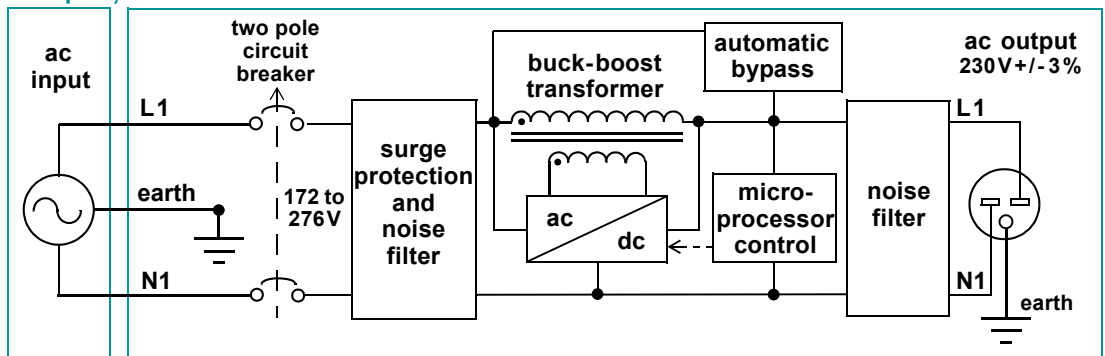 ac
input
two pole
circuit
breaker
L1
earth
172 to
276V
N1
surge
protection
and
noise
filter
buck-boost
transformer
ac
dc
automatic
bypass
micro-
processor
control
noise
filter
ac output
230V+/-3%
L1
N1
earth